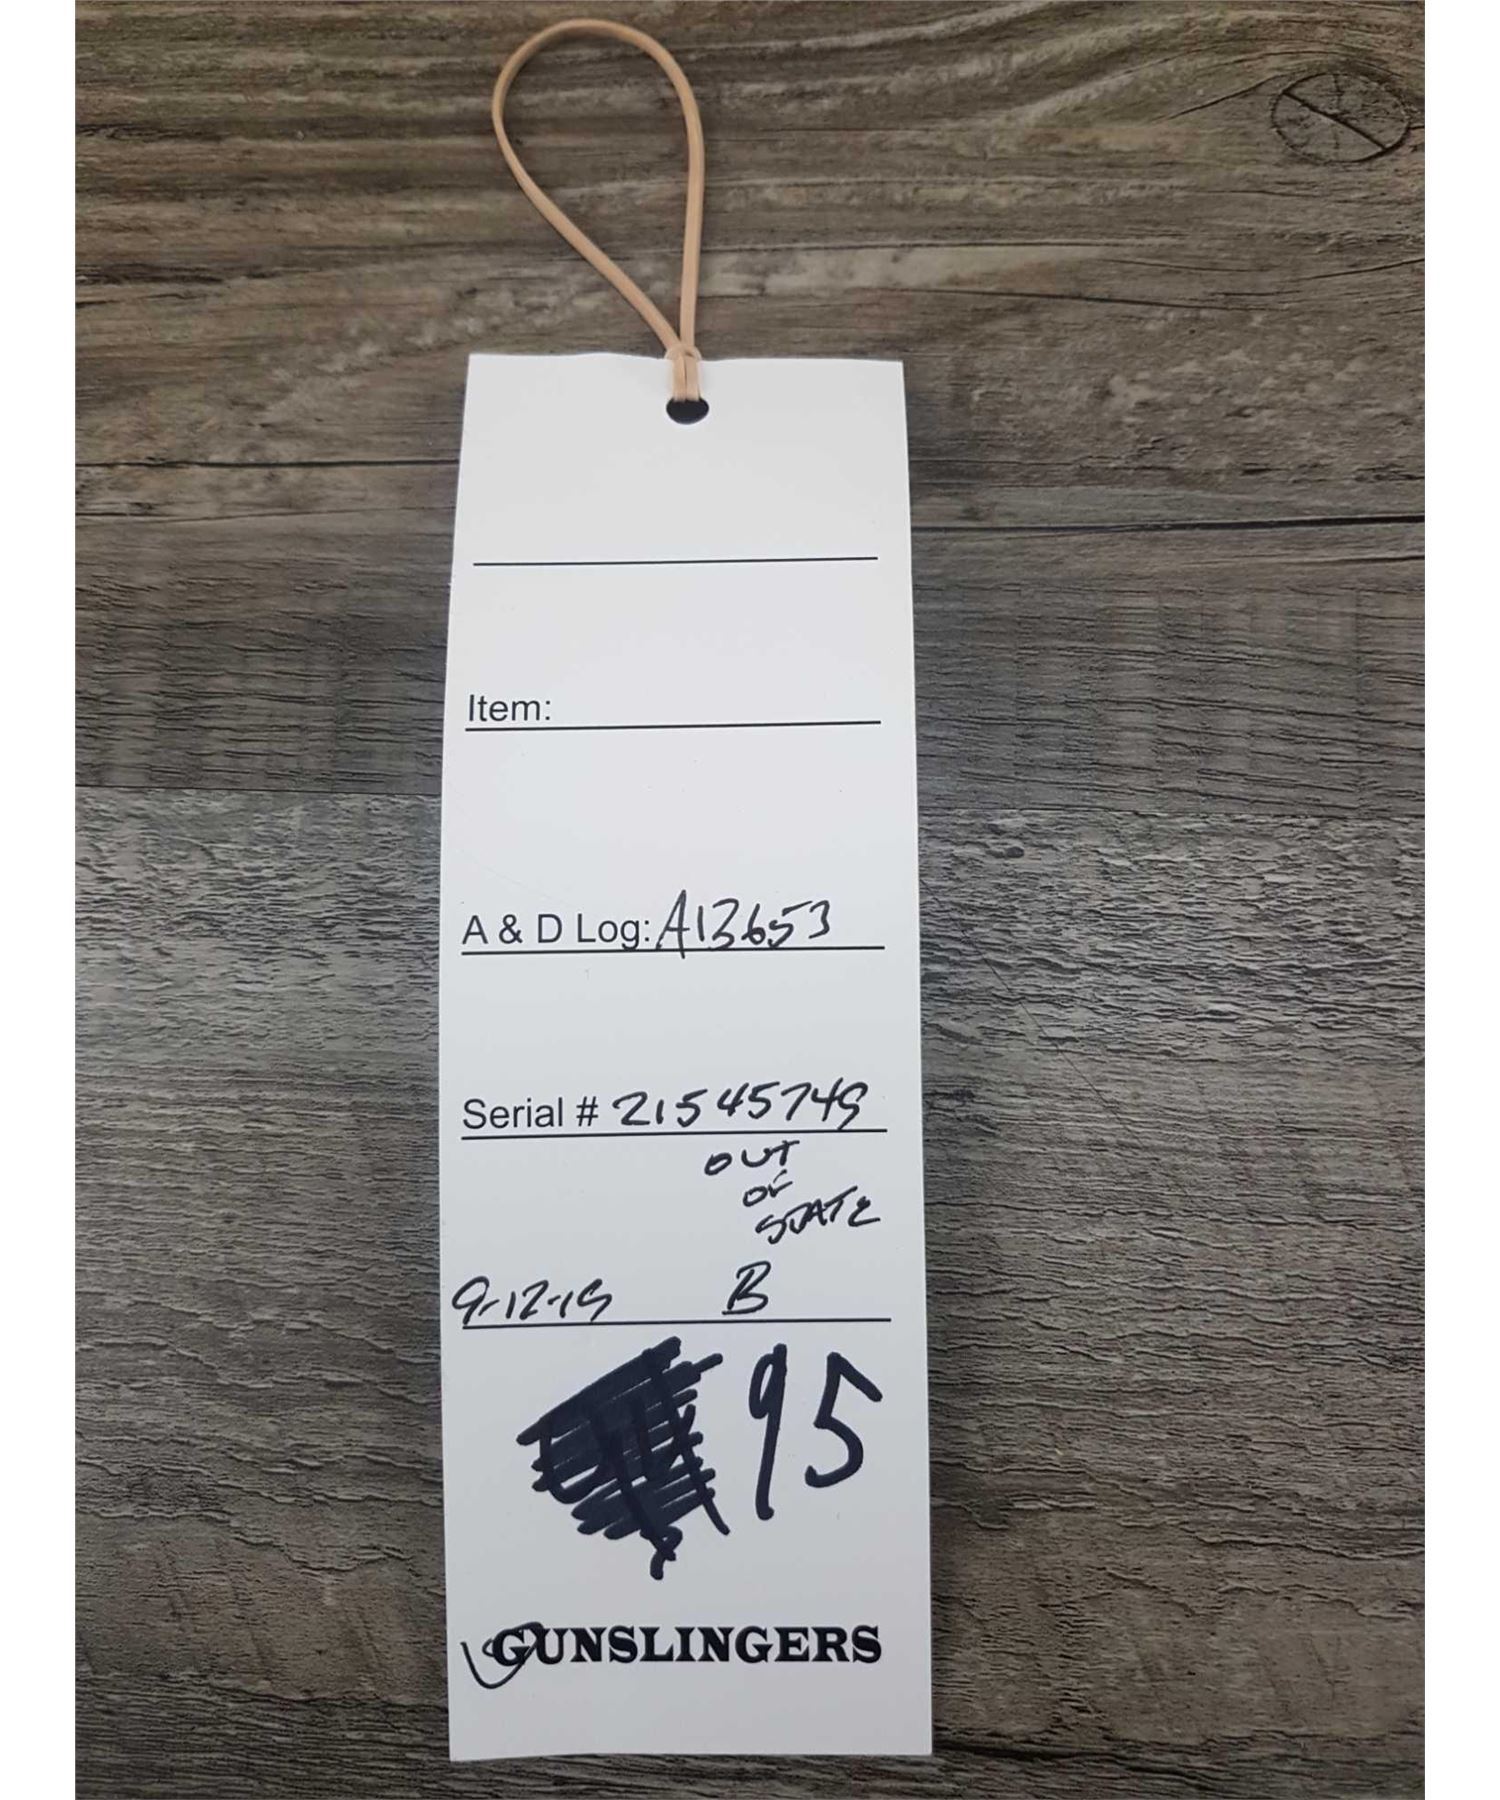 Item:
A & D Log: A13653
Serial # 21545749
OUT
OF
STATE
9-12-19 B
95
GUNSLINGERS